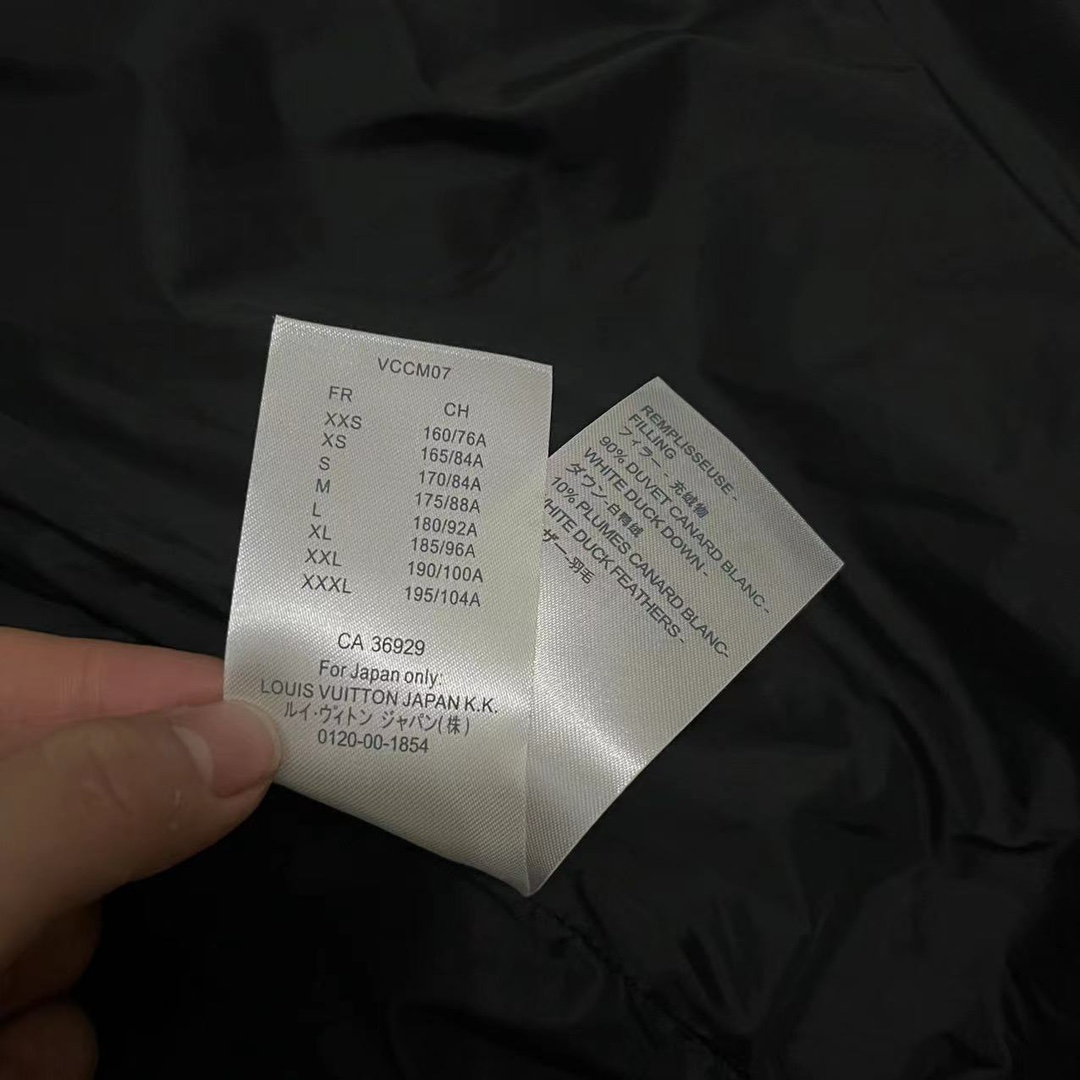 VCCM07
FR CH
XXS 160/76A
XS 165/84A
S 170/84A
M 175/88A
L 180/92A
XL 185/96A
XXL 190/100A
XXXL 195/104A
CA 36929
For Japan only:
LOUIS VUITTON JAPAN K.K.
ルイ・ヴィトン ジャパン(株)
0120-00-1854
REMPLISSEUSE -
FILLING
フィラー - 充绒物
90% DUVET CANARD BLANC -
WHITE DUCK DOWN -
ダウン-白鸭绒
10% PLUMES CANARD BLANC-
DUCK FEATHERS -
羽毛